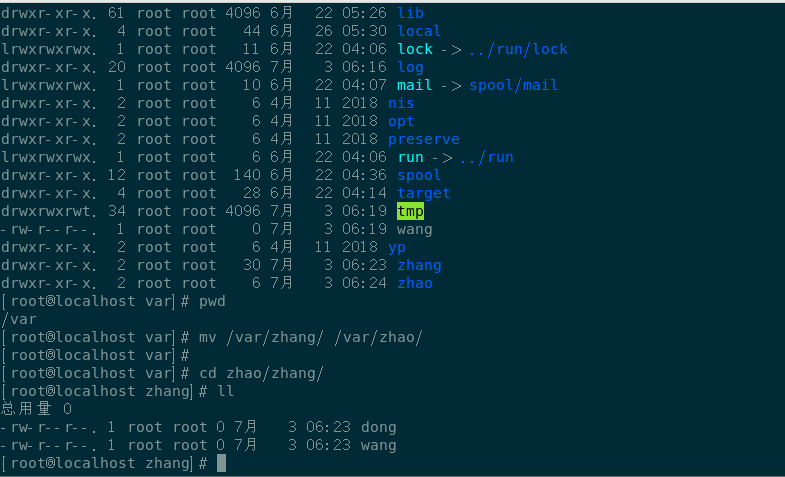 drwxr-xr-x. 61 root root 4096 6月 22 05:26 lib
drwxr-xr-x. 4 root root 44 6月 26 05:30 local
lrwxrwxrwx. 1 root root 11 6月 22 04:06 lock -> ../run/lock
drwxr-xr-x. 20 root root 4096 7月 3 06:16 log
lrwxrwxrwx. 1 root root 10 6月 22 04:07 mail -> spool/mail
drwxr-xr-x. 2 root root 6 4月 11 2018 nis
drwxr-xr-x. 2 root root 6 4月 11 2018 opt
drwxr-xr-x. 2 root root 6 4月 11 2018 preserve
lrwxrwxrwx. 1 root root 6 6月 22 04:06 run -> ../run
drwxr-xr-x. 12 root root 140 6月 22 04:36 spool
drwxr-xr-x. 4 root root 28 6月 22 04:14 target
drwxrwxrwt. 34 root root 4096 7月 3 06:19 tmp
-rw-r--r--. 1 root root 0 7月 3 06:19 wang
drwxr-xr-x. 2 root root 6 4月 11 2018 yp
drwxr-xr-x. 2 root root 30 7月 3 06:23 zhang
drwxr-xr-x. 2 root root 6 7月 3 06:24 zhao
[root@localhost var]# pwd
/var
[root@localhost var]# mv /var/zhang/ /var/zhao/
[root@localhost var]#
[root@localhost var]# cd zhao/zhang/
[root@localhost zhang]# ll
总用量 0
-rw-r--r--. 1 root root 0 7月 3 06:23 dong
-rw-r--r--. 1 root root 0 7月 3 06:23 wang
[root@localhost zhang]#